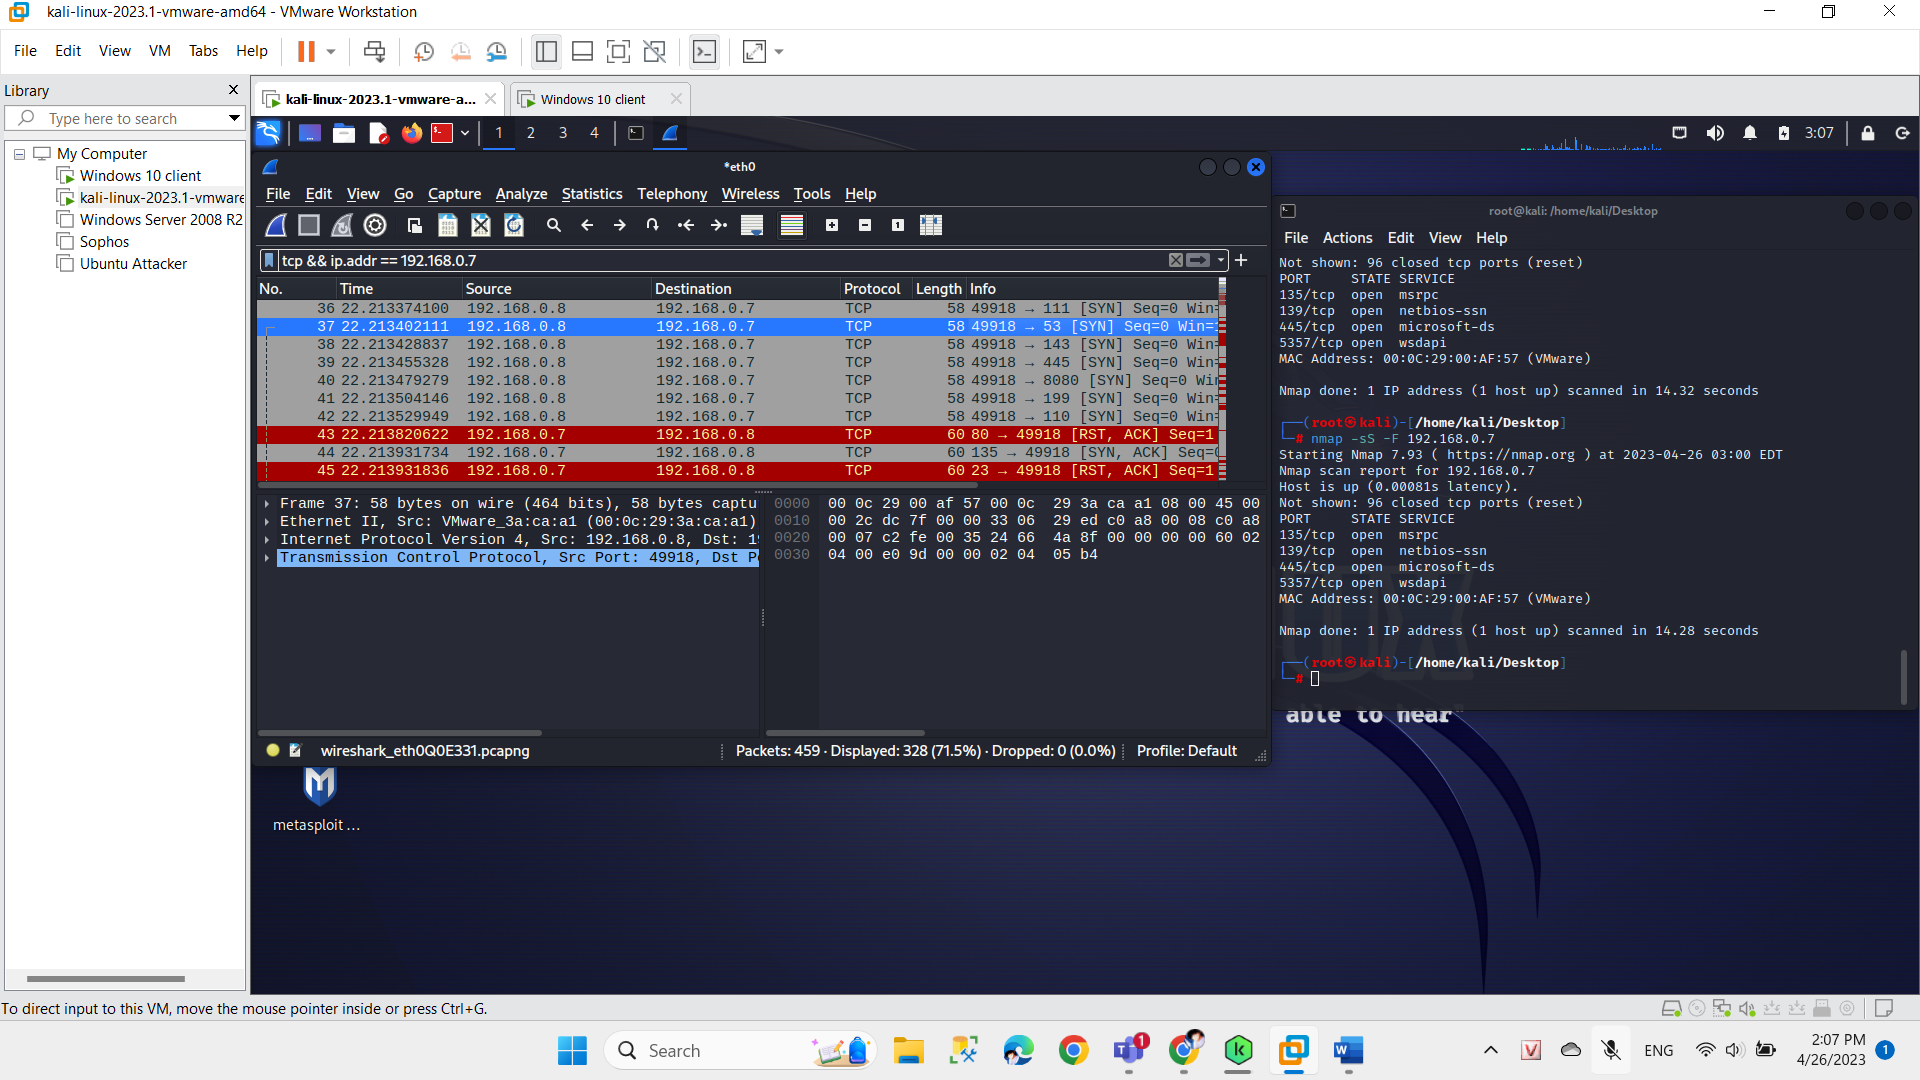 kali-linux-2023.1-vmware-amd64 - VMware Workstation
File Edit View VM Tabs Help
Library
Type here to search
My Computer
Windows 10 client
kali-linux-2023.1-vmware
Windows Server 2008 R2
Sophos
Ubuntu Attacker
kali-linux-2023.1-vmware-a...
Windows 10 client
1 2 3 4
3:07
*eth0
File Edit View Go Capture Analyze Statistics Telephony Wireless Tools Help
tcp && ip.addr == 192.168.0.7
No. Time Source Destination Protocol Length Info
36 22.213374100 192.168.0.8 192.168.0.7 TCP 58 49918 → 111 [SYN] Seq=0 Win=
37 22.213402111 192.168.0.8 192.168.0.7 TCP 58 49918 → 53 [SYN] Seq=0 Win=
38 22.213428837 192.168.0.8 192.168.0.7 TCP 58 49918 → 143 [SYN] Seq=0 Win=
39 22.213455328 192.168.0.8 192.168.0.7 TCP 58 49918 → 445 [SYN] Seq=0 Win=
40 22.213479279 192.168.0.8 192.168.0.7 TCP 58 49918 → 8080 [SYN] Seq=0 Wi
41 22.213504146 192.168.0.8 192.168.0.7 TCP 58 49918 → 199 [SYN] Seq=0 Win=
42 22.213529949 192.168.0.8 192.168.0.7 TCP 58 49918 → 110 [SYN] Seq=0 Win=
43 22.213820622 192.168.0.7 192.168.0.8 TCP 60 80 → 49918 [RST, ACK] Seq=1
44 22.213931734 192.168.0.7 192.168.0.8 TCP 60 135 → 49918 [SYN, ACK] Seq=
45 22.213931836 192.168.0.7 192.168.0.8 TCP 60 23 → 49918 [RST, ACK] Seq=1
Frame 37: 58 bytes on wire (464 bits), 58 bytes captu
Ethernet II, Src: VMware_3a:ca:a1 (00:0c:29:3a:ca:a1)
Internet Protocol Version 4, Src: 192.168.0.8, Dst: 19
Transmission Control Protocol, Src Port: 49918, Dst Po
0000 00 0c 29 00 af 57 00 0c 29 3a ca a1 08 00 45 00
0010 00 2c dc 7f 00 00 33 06 29 ed c0 a8 00 08 c0 a8
0020 00 07 c2 fe 00 35 24 66 4a 8f 00 00 00 00 60 02
0030 04 00 e0 9d 00 00 02 04 05 b4
wireshark_eth0Q0E331.pcapng
Packets: 459 · Displayed: 328 (71.5%) · Dropped: 0 (0.0%)
Profile: Default
root@kali: /home/kali/Desktop
File Actions Edit View Help
Not shown: 96 closed tcp ports (reset)
PORT STATE SERVICE
135/tcp open msrpc
139/tcp open netbios-ssn
445/tcp open microsoft-ds
5357/tcp open wsdapi
MAC Address: 00:0C:29:00:AF:57 (VMware)
Nmap done: 1 IP address (1 host up) scanned in 14.32 seconds
┌──(root㉿kali)-[/home/kali/Desktop]
└─# nmap -sS -F 192.168.0.7
Starting Nmap 7.93 ( https://nmap.org ) at 2023-04-26 03:00 EDT
Nmap scan report for 192.168.0.7
Host is up (0.00081s latency).
Not shown: 96 closed tcp ports (reset)
PORT STATE SERVICE
135/tcp open msrpc
139/tcp open netbios-ssn
445/tcp open microsoft-ds
5357/tcp open wsdapi
MAC Address: 00:0C:29:00:AF:57 (VMware)
Nmap done: 1 IP address (1 host up) scanned in 14.28 seconds
┌──(root㉿kali)-[/home/kali/Desktop]
└─#
able to hear"
metasploit ...
To direct input to this VM, move the mouse pointer inside or press Ctrl+G.
Search
1
ENG
2:07 PM
4/26/2023
1